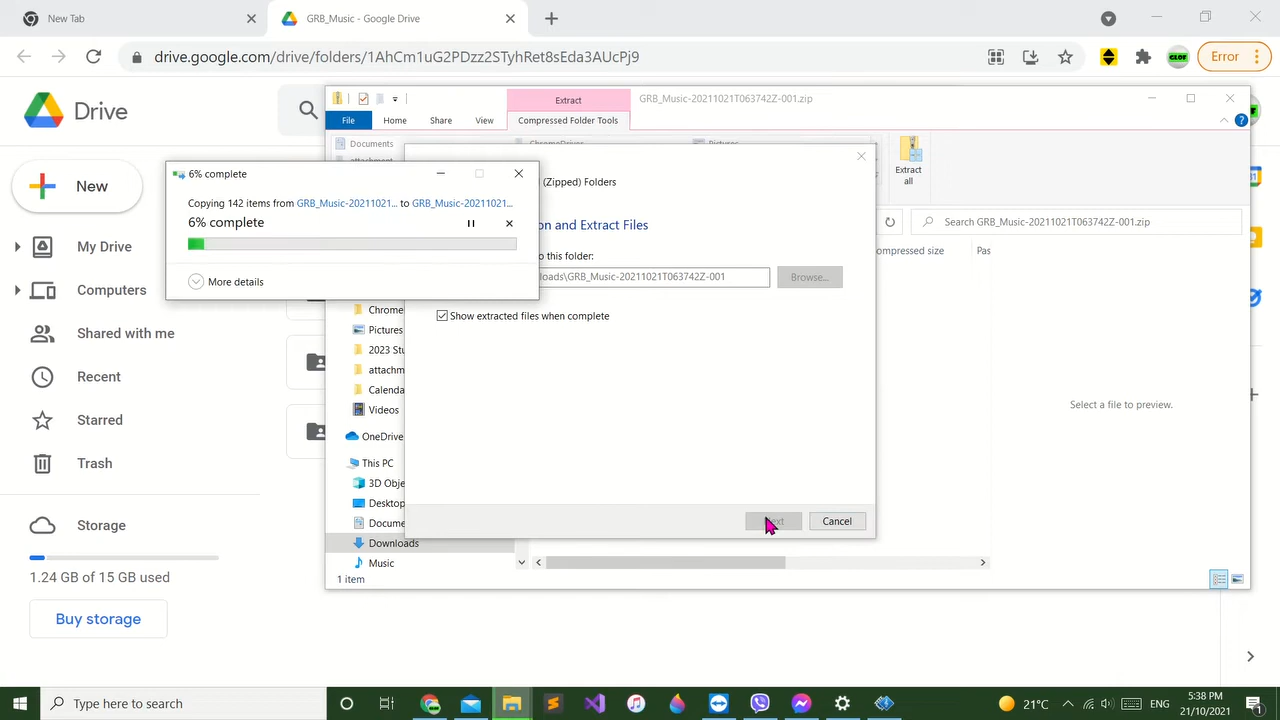 New Tab
GRB_Music - Google Drive
drive.google.com/drive/folders/1AhCm1uG2PDzz2STyhRet8sEda3AUcPj9
Error
Drive
Extract
GRB_Music-20211021T063742Z-001.zip
File
Home
Share
View
Compressed Folder Tools
Documents
Extract
all
6% complete
(Zipped) Folders
Copying 142 items from GRB_Music-20211021... to GRB_Music-20211021...
6% complete
on and Extract Files
Search GRB_Music-20211021T063742Z-001.zip
New
o this folder:
ompressed size
Pas
loads\GRB_Music-20211021T063742Z-001
Browse...
More details
Show extracted files when complete
My Drive
Computers
Shared with me
Recent
Starred
Trash
Storage
1.24 GB of 15 GB used
Buy storage
Chrome
Pictures
2023 Stu
attachm
Calenda
Videos
OneDrive
This PC
3D Obje
Desktop
Docume
Downloads
Music
1 item
Select a file to preview.
Cancel
Type here to search
21°C
ENG
5:38 PM
21/10/2021